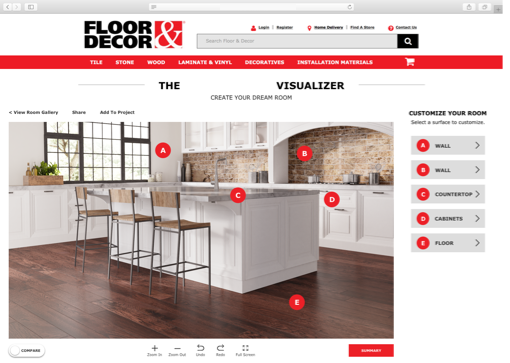 FLOOR &
DECOR
Login | Register
Home Delivery | Find A Store
Contact Us
Search Floor & Decor
TILE STONE WOOD LAMINATE & VINYL DECORATIVES INSTALLATION MATERIALS
THE VISUALIZER
CREATE YOUR DREAM ROOM
< View Room Gallery Share Add To Project
CUSTOMIZE YOUR ROOM
Select a surface to customize.
A WALL
B WALL
C COUNTERTOP
D CABINETS
E FLOOR
A
B
C
D
E
COMPARE
Zoom In Zoom Out Undo Redo Full Screen
SUMMARY